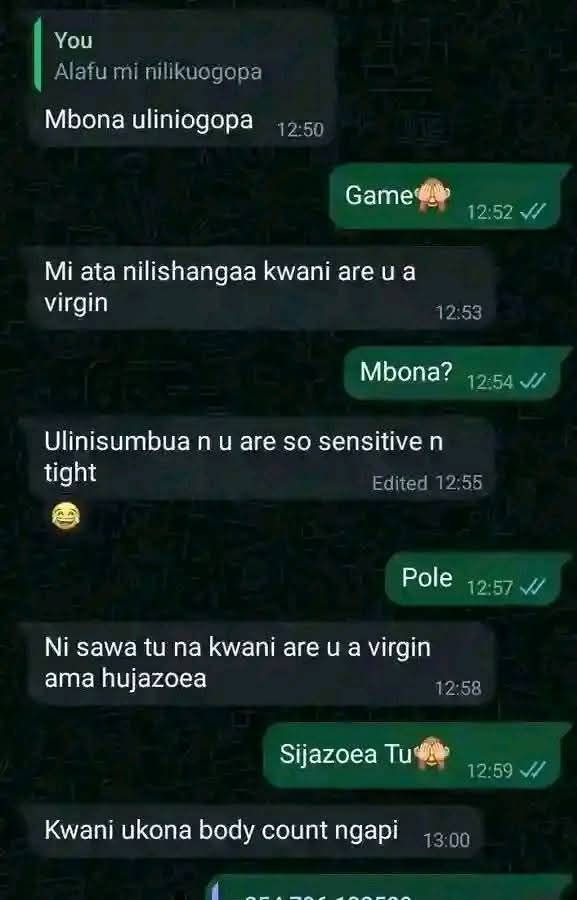 You
Alafu mi nilikuogopa
Mbona uliniogopa 12:50
Game🙈 12:52
Mi ata nilishangaa kwani are u a
virgin 12:53
Mbona? 12:54
Ulinisumbua n u are so sensitive n
tight Edited 12:55
😂
Pole 12:57
Ni sawa tu na kwani are u a virgin
ama hujazoea 12:58
Sijazoea Tu🙈 12:59
Kwani ukona body count ngapi 13:00